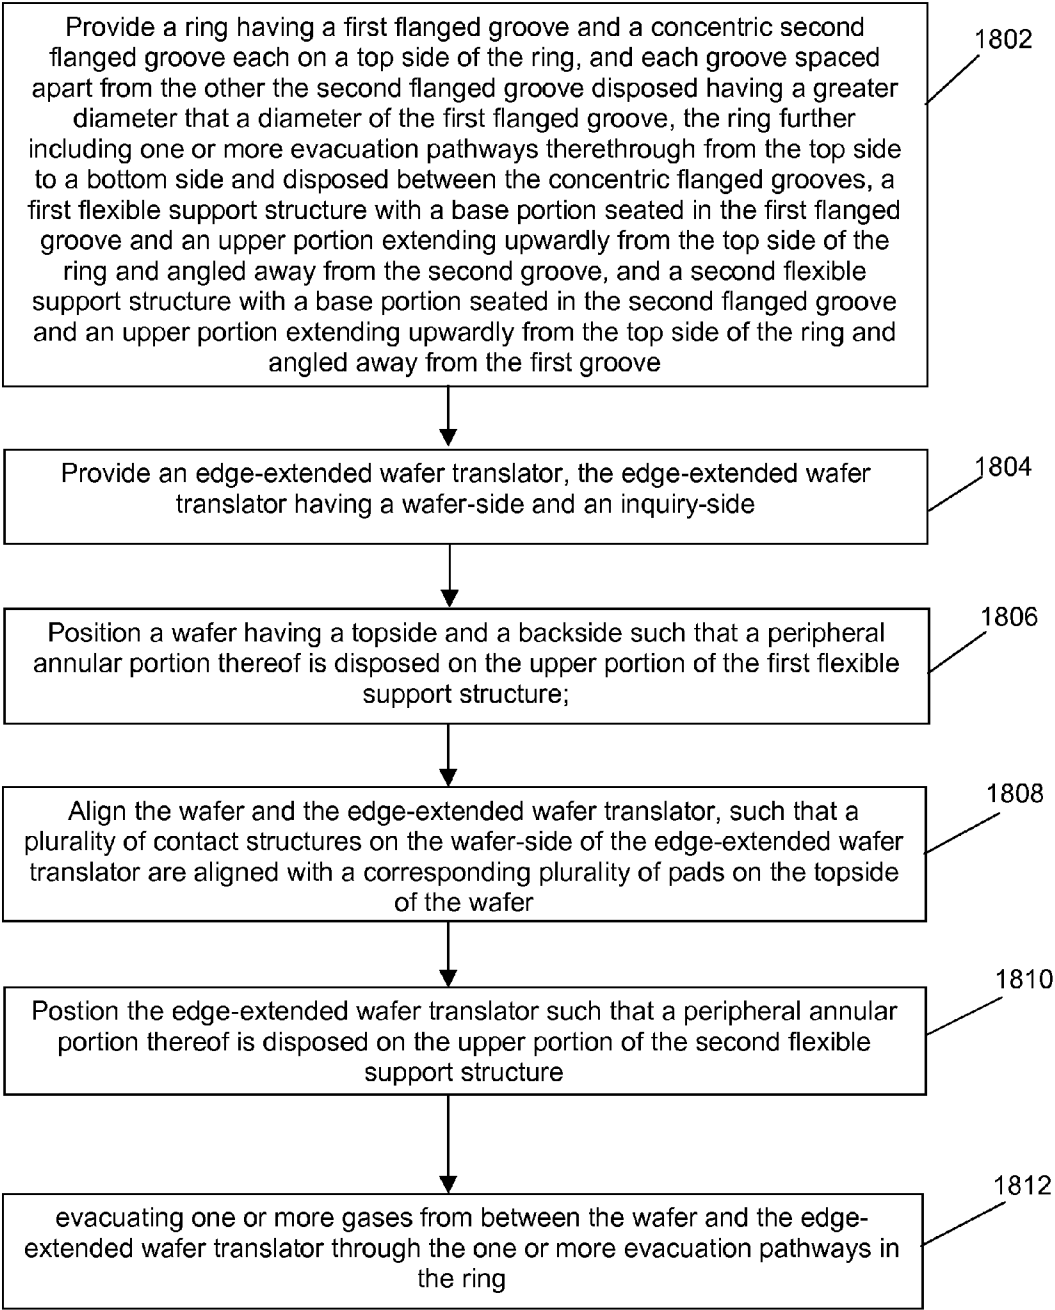 Provide a ring having a first flanged groove and a concentric second
flanged groove each on a top side of the ring, and each groove spaced
apart from the other the second flanged groove disposed having a greater
diameter that a diameter of the first flanged groove, the ring further
including one or more evacuation pathways therethrough from the top side
to a bottom side and disposed between the concentric flanged grooves, a
first flexible support structure with a base portion seated in the first flanged
groove and an upper portion extending upwardly from the top side of the
ring and angled away from the second groove, and a second flexible
support structure with a base portion seated in the second flanged groove
and an upper portion extending upwardly from the top side of the ring and
angled away from the first groove
1802
Provide an edge-extended wafer translator, the edge-extended wafer
translator having a wafer-side and an inquiry-side
1804
Position a wafer having a topside and a backside such that a peripheral
annular portion thereof is disposed on the upper portion of the first flexible
support structure;
1806
Align the wafer and the edge-extended wafer translator, such that a
plurality of contact structures on the wafer-side of the edge-extended wafer
translator are aligned with a corresponding plurality of pads on the topside
of the wafer
1808
Postion the edge-extended wafer translator such that a peripheral annular
portion thereof is disposed on the upper portion of the second flexible
support structure
1810
evacuating one or more gases from between the wafer and the edge-
extended wafer translator through the one or more evacuation pathways in
the ring
1812